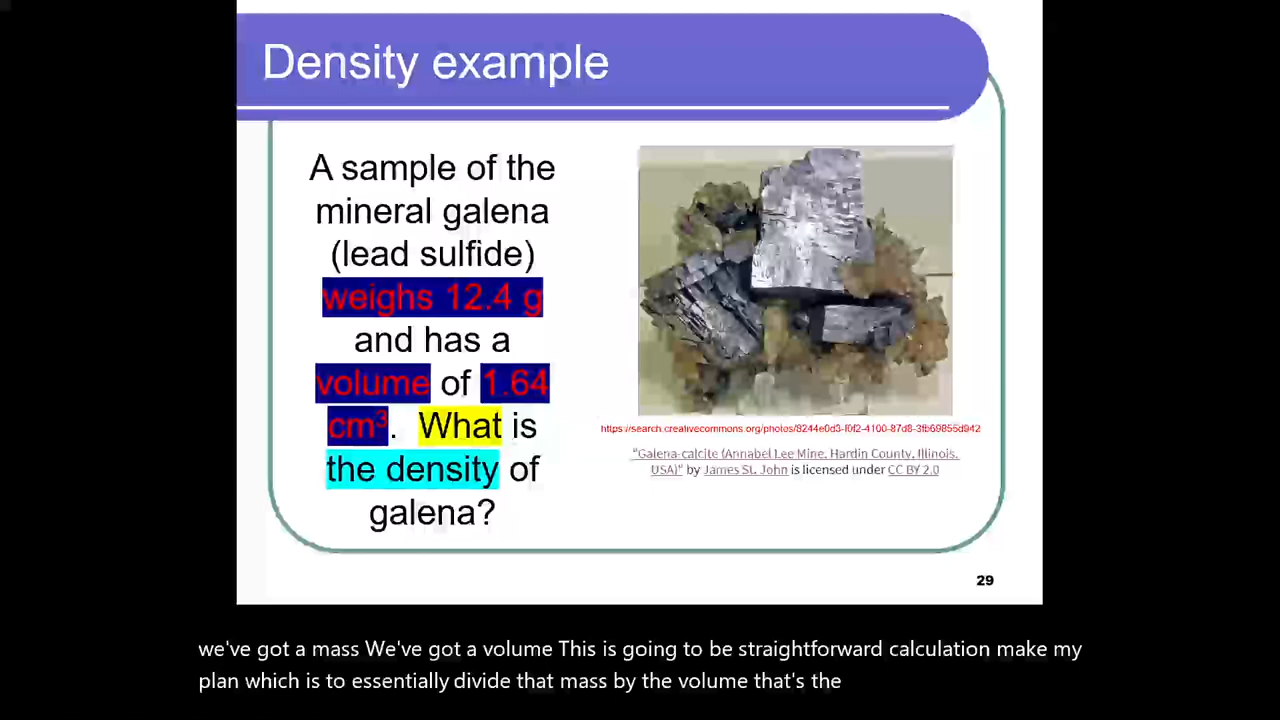 Density example
A sample of the
mineral galena
(lead sulfide)
weighs 12.4 g
and has a
volume of 1.64
cm³. What is
the density of
galena?
https://search.creativecommons.org/photos/9244e0d3-f0f2-4100-87d8-3fb69855d942
"Galena-calcite (Annabel Lee Mine, Hardin County, Illinois,
USA)" by James St. John is licensed under CC BY 2.0
29
we've got a mass We've got a volume This is going to be straightforward calculation make my
plan which is to essentially divide that mass by the volume that's the